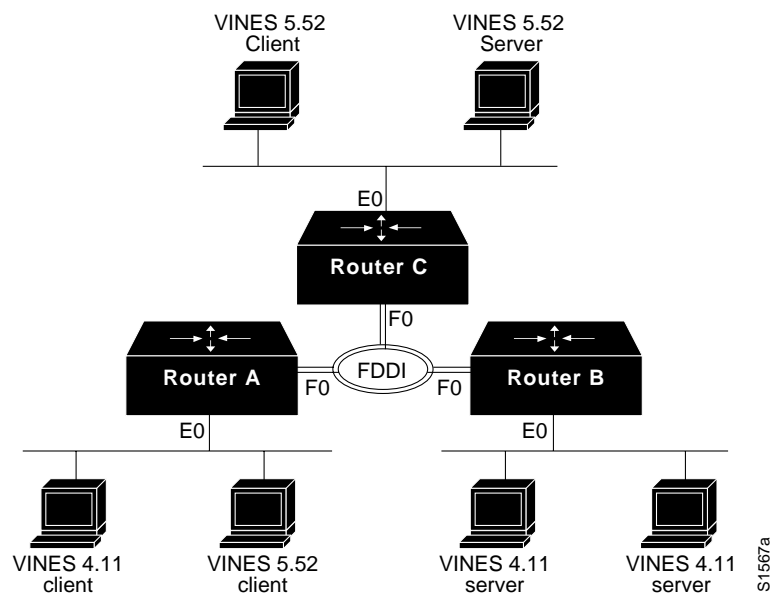 VINES 5.52
Client
VINES 5.52
Server
E0
Router C
F0
Router A
F0
FDDI
F0
Router B
E0
E0
VINES 4.11
client
VINES 5.52
client
VINES 4.11
server
VINES 4.11
server
S1567a